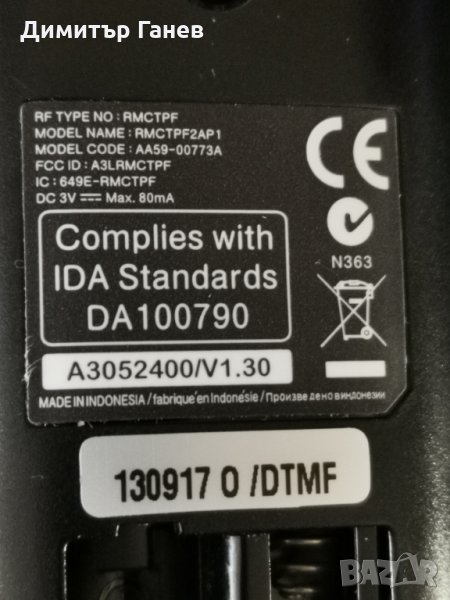 Димитър Ганев
RF TYPE NO : RMCTPF
MODEL NAME : RMCTPF2AP1
MODEL CODE : AA59-00773A
FCC ID : A3LRMCTPF
IC : 649E-RMCTPF
DC 3V Max. 80mA
CE
N363
Complies with
IDA Standards
DA100790
A3052400/V1.30
MADE IN INDONESIA / fabriqué en Indonésie / Произведено виндонезии
130917 0 /DTMF
BAZAR